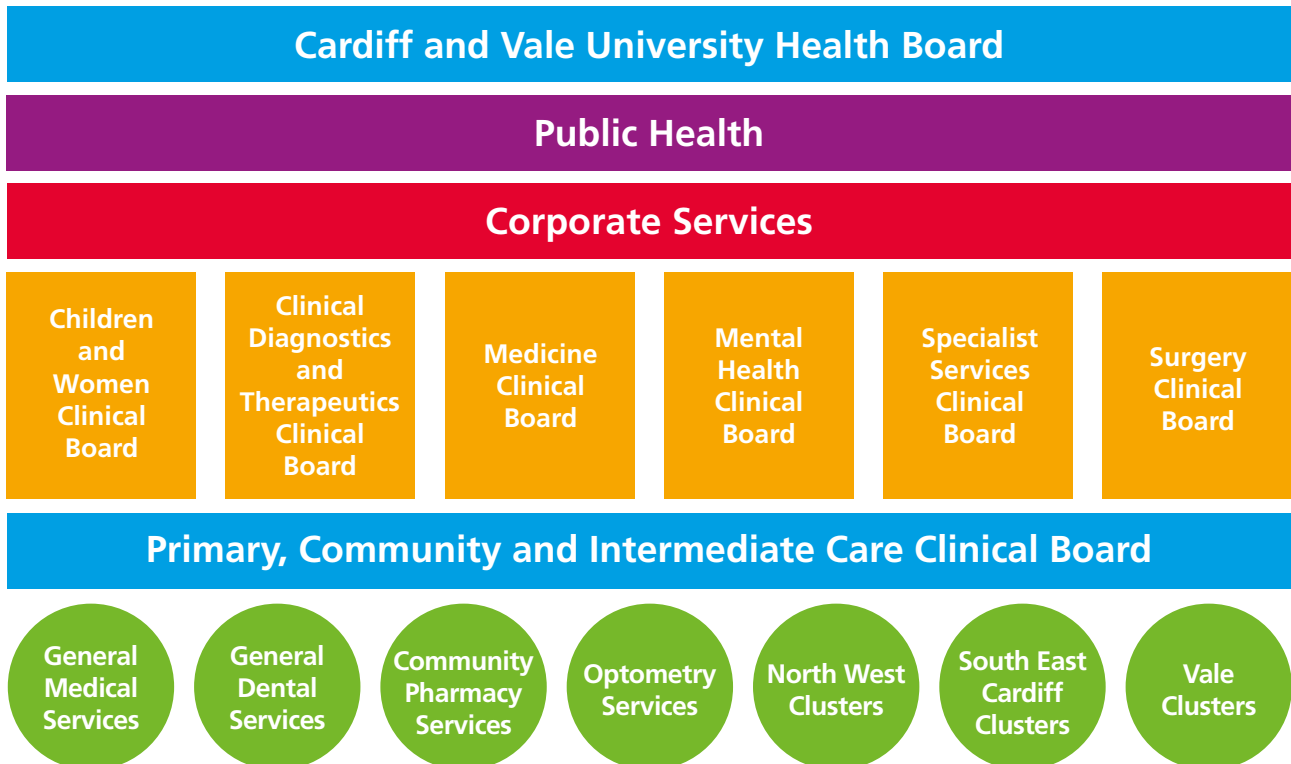 Cardiff and Vale University Health Board
Public Health
Corporate Services
Children
and
Women
Clinical
Board
Clinical
Diagnostics
and
Therapeutics
Clinical
Board
Medicine
Clinical
Board
Mental
Health
Clinical
Board
Specialist
Services
Clinical
Board
Surgery
Clinical
Board
Primary, Community and Intermediate Care Clinical Board
General
Medical
Services
General
Dental
Services
Community
Pharmacy
Services
Optometry
Services
North West
Clusters
South East
Cardiff
Clusters
Vale
Clusters